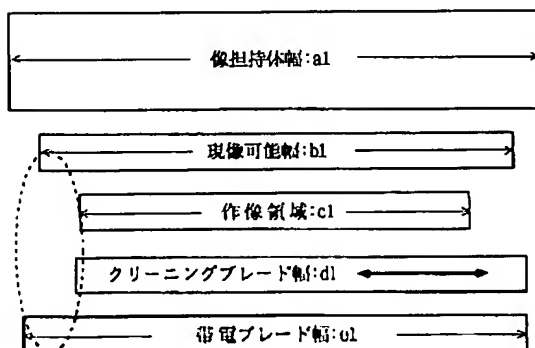 像担持体幅:a1
現像可能幅:b1
作像領域:c1
クリーニングブレード幅:d1
帯電ブレード幅:e1